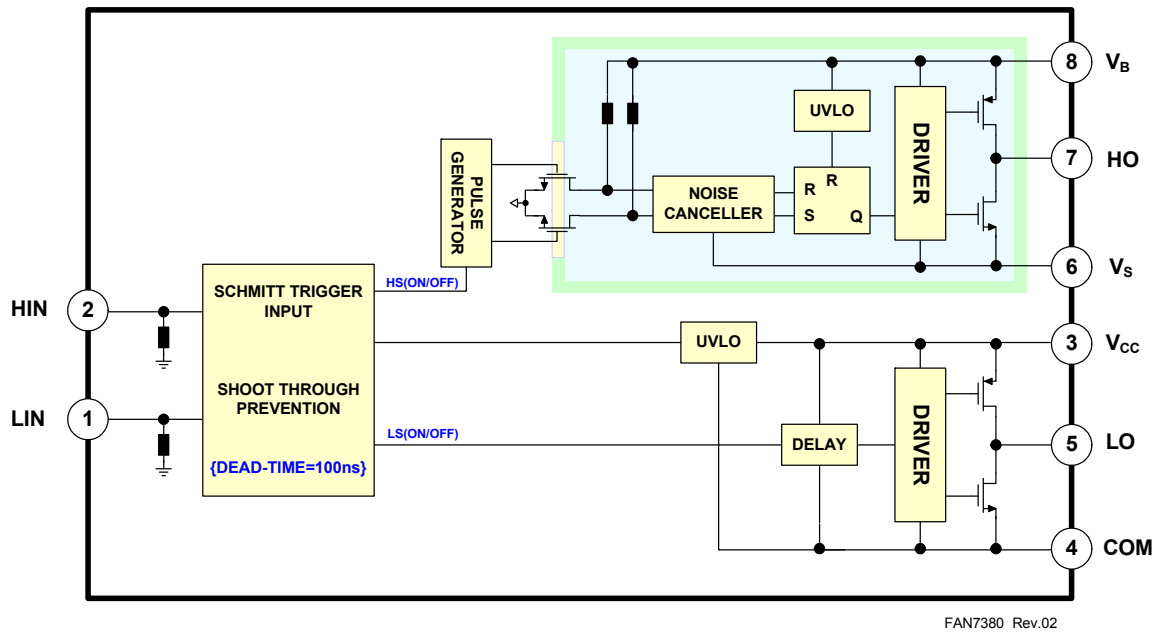 8 VB
UVLO
DRIVER
PULSE
GENERATOR
7 HO
NOISE
CANCELLER
R
R
S
Q
6 VS
HS(ON/OFF)
HIN 2
SCHMITT TRIGGER
INPUT
UVLO
3 VCC
SHOOT THROUGH
PREVENTION
LIN 1
DRIVER
LS(ON/OFF)
DELAY
5 LO
{DEAD-TIME=100ns}
4 COM
FAN7380 Rev.02